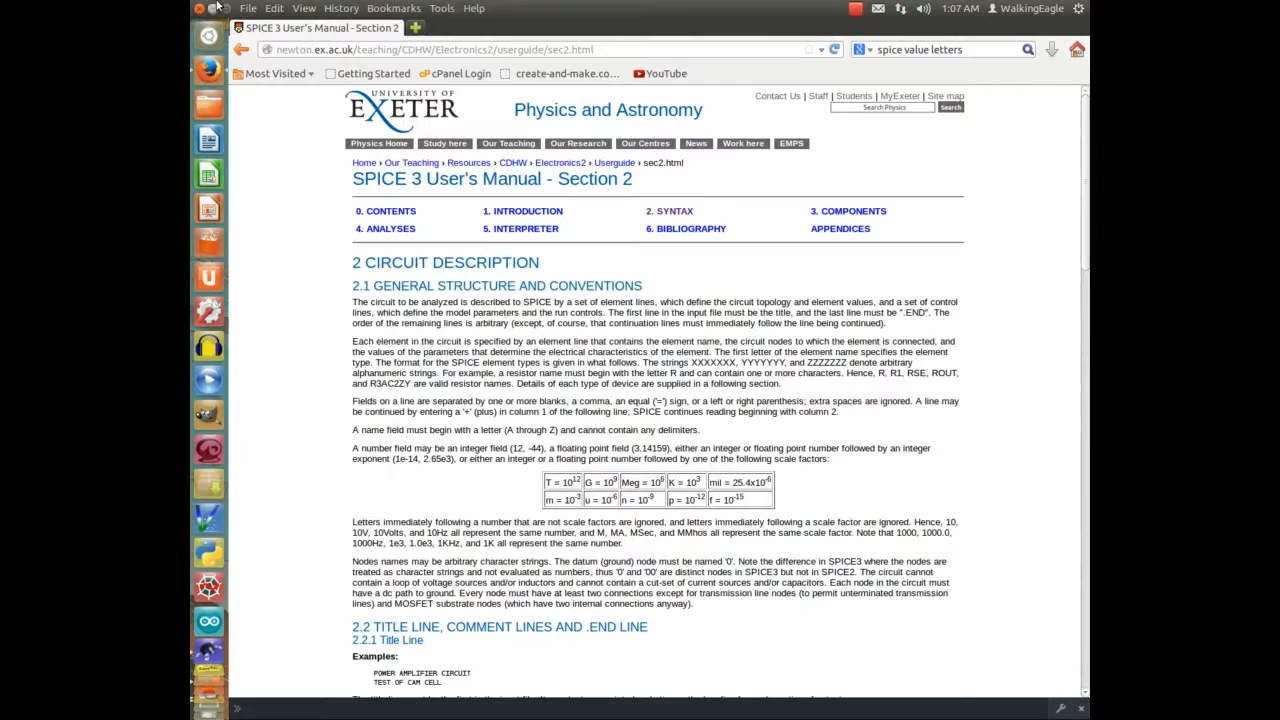 File Edit View History Bookmarks Tools Help 1:07 AM WalkingEagle
SPICE 3 User's Manual - Section 2
newton.ex.ac.uk/teaching/CDHW/Electronics2/userguide/sec2.html spice value letters
Most Visited Getting Started cPanel Login create-and-make.co... YouTube
UNIVERSITY OF
EXETER
Physics and Astronomy
Contact Us | Staff | Students | MyExeter | Site map
Search Physics Search
Physics Home Study here Our Teaching Our Research Our Centres News Work here EMPS
Home › Our Teaching › Resources › CDHW › Electronics2 › Userguide › sec2.html
SPICE 3 User's Manual - Section 2
0. CONTENTS 1. INTRODUCTION 2. SYNTAX 3. COMPONENTS
4. ANALYSES 5. INTERPRETER 6. BIBLIOGRAPHY APPENDICES
2 CIRCUIT DESCRIPTION
2.1 GENERAL STRUCTURE AND CONVENTIONS
The circuit to be analyzed is described to SPICE by a set of element lines, which define the circuit topology and element values, and a set of control
lines, which define the model parameters and the run controls. The first line in the input file must be the title, and the last line must be ".END". The
order of the remaining lines is arbitrary (except, of course, that continuation lines must immediately follow the line being continued).
Each element in the circuit is specified by an element line that contains the element name, the circuit nodes to which the element is connected, and
the values of the parameters that determine the electrical characteristics of the element. The first letter of the element name specifies the element
type. The format for the SPICE element types is given in what follows. The strings XXXXXXX, YYYYYYY, and ZZZZZZZ denote arbitrary
alphanumeric strings. For example, a resistor name must begin with the letter R and can contain one or more characters. Hence, R, R1, RSE, ROUT,
and R3AC2ZY are valid resistor names. Details of each type of device are supplied in a following section.
Fields on a line are separated by one or more blanks, a comma, an equal ('=') sign, or a left or right parenthesis; extra spaces are ignored. A line may
be continued by entering a '+' (plus) in column 1 of the following line; SPICE continues reading beginning with column 2.
A name field must begin with a letter (A through Z) and cannot contain any delimiters.
A number field may be an integer field (12, -44), a floating point field (3.14159), either an integer or floating point number followed by an integer
exponent (1e-14, 2.65e3), or either an integer or a floating point number followed by one of the following scale factors:
T = 10¹² G = 10⁹ Meg = 10⁶ K = 10³ mil = 25.4x10⁻⁶
m = 10⁻³ u = 10⁻⁶ n = 10⁻⁹ p = 10⁻¹² f = 10⁻¹⁵
Letters immediately following a number that are not scale factors are ignored, and letters immediately following a scale factor are ignored. Hence, 10,
10V, 10Volts, and 10Hz all represent the same number, and M, MA, MSec, and MMhos all represent the same scale factor. Note that 1000, 1000.0,
1000Hz, 1e3, 1.0e3, 1KHz, and 1K all represent the same number.
Nodes names may be arbitrary character strings. The datum (ground) node must be named '0'. Note the difference in SPICE3 where the nodes are
treated as character strings and not evaluated as numbers, thus '0' and '00' are distinct nodes in SPICE3 but not in SPICE2. The circuit cannot
contain a loop of voltage sources and/or inductors and cannot contain a cut-set of current sources and/or capacitors. Each node in the circuit must
have a dc path to ground. Every node must have at least two connections except for transmission line nodes (to permit unterminated transmission
lines) and MOSFET substrate nodes (which have two internal connections anyway).
2.2 TITLE LINE, COMMENT LINES AND .END LINE
2.2.1 Title Line
Examples:
POWER AMPLIFIER CIRCUIT
TEST OF CAM CELL